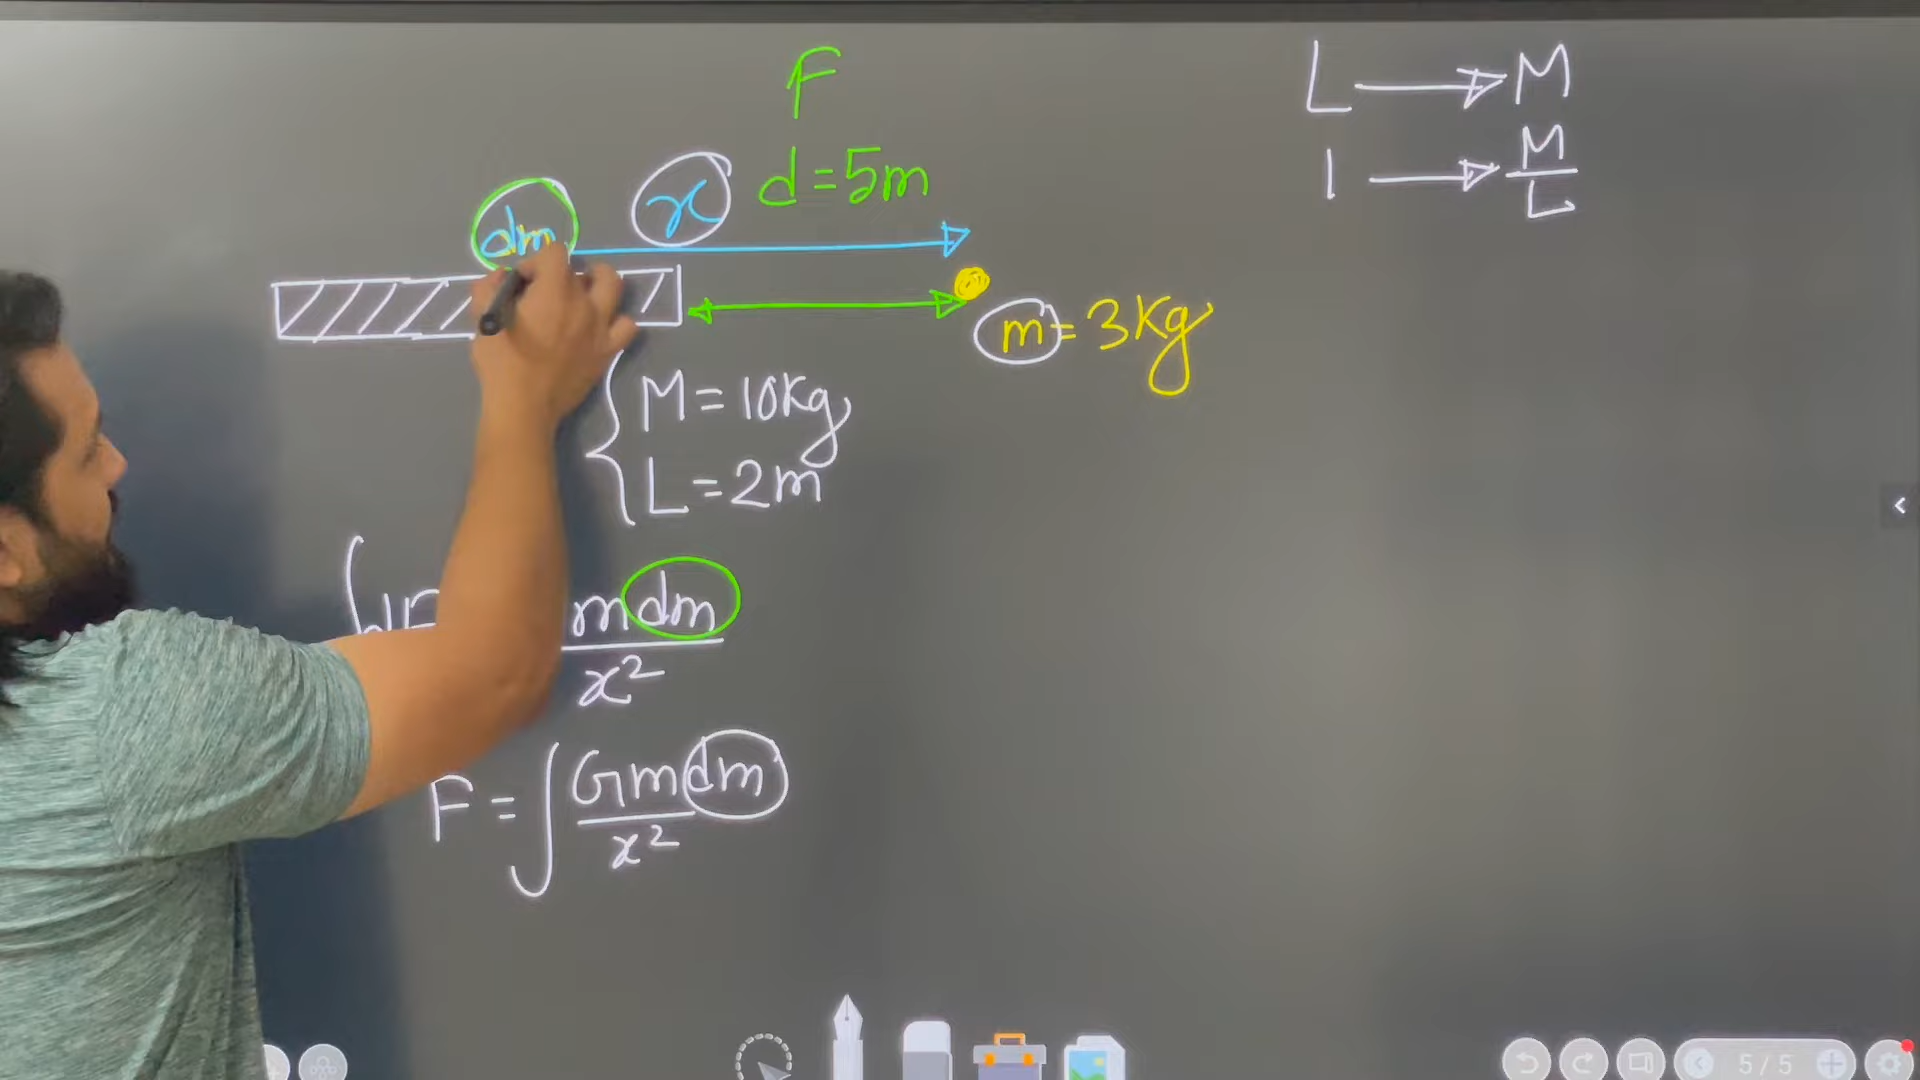 F
d = 5m
dm
x
m = 3Kg
M = 10Kg
L = 2m
mdm
x²
F = ∫ Gmdm
x²
L → M
1 → M
L
5 / 5